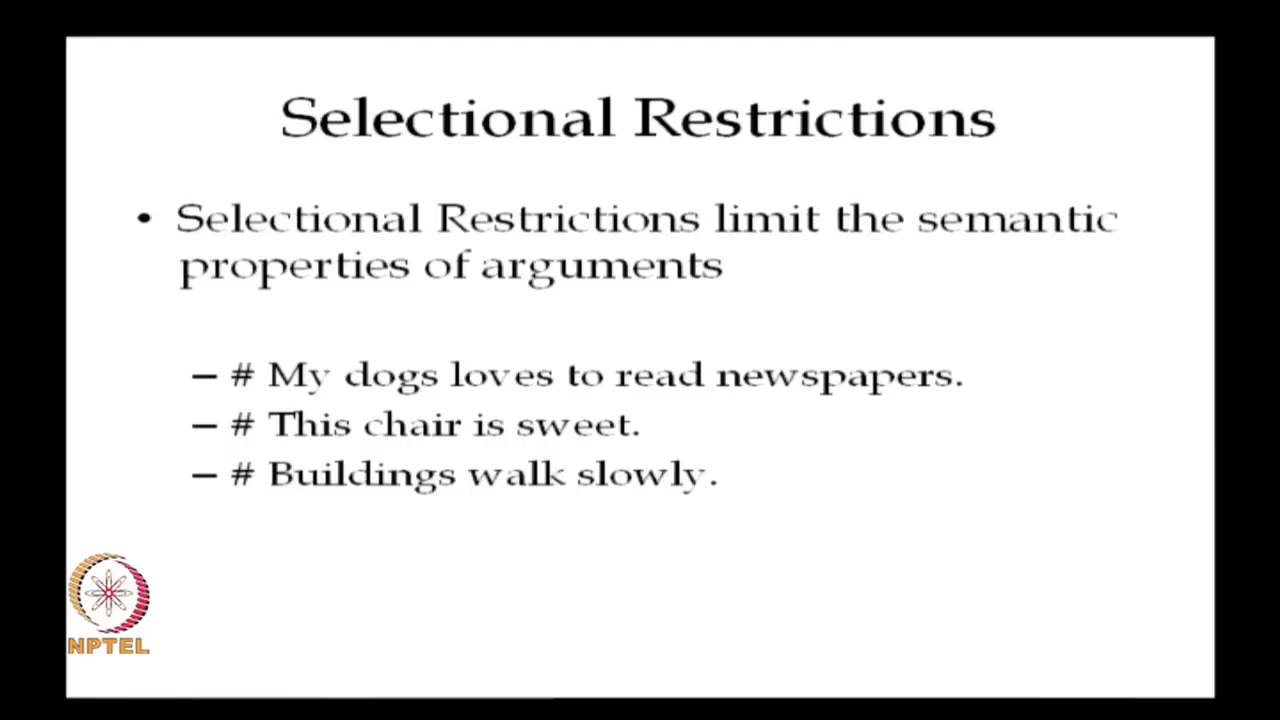 Selectional Restrictions
• Selectional Restrictions limit the semantic
properties of arguments
– # My dogs loves to read newspapers.
– # This chair is sweet.
– # Buildings walk slowly.
NPTEL